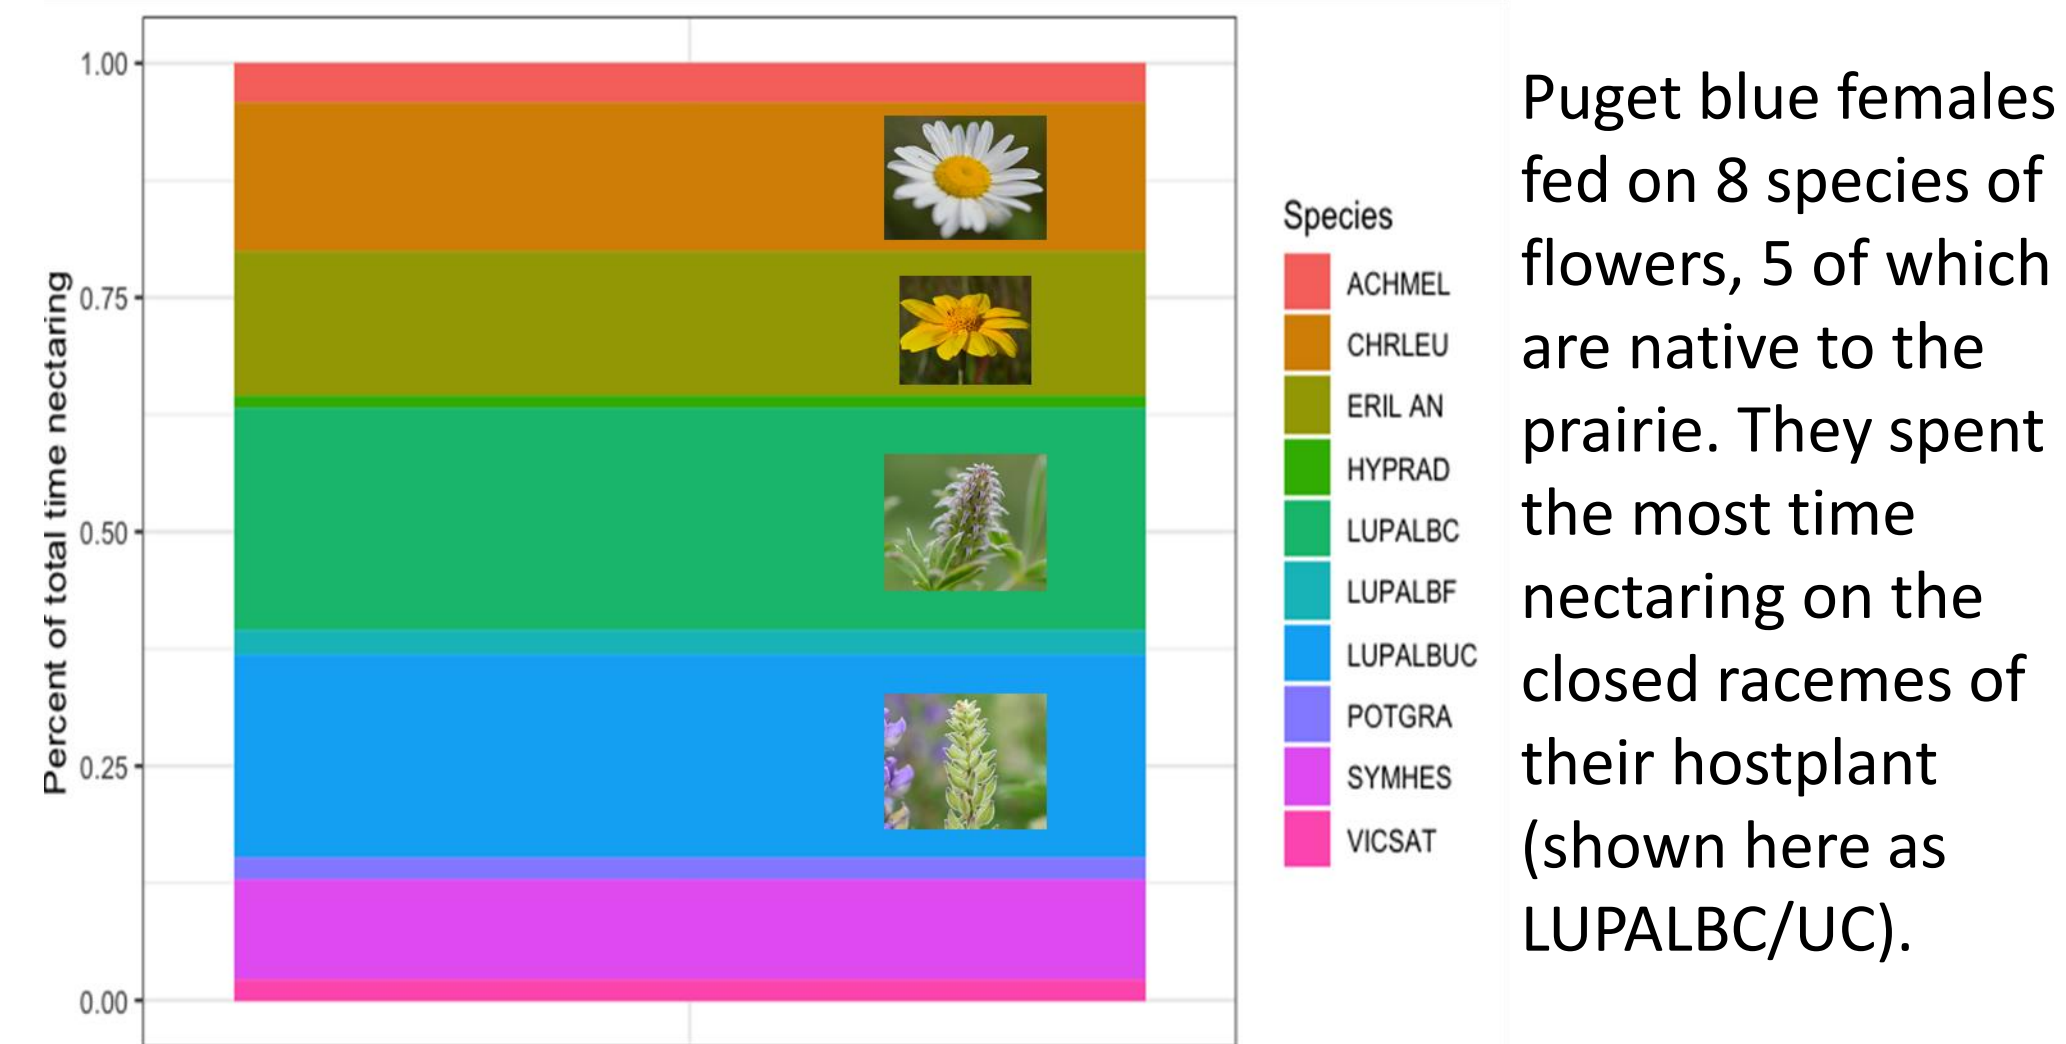 Percent of total time nectaring
1.00
0.75
0.50
0.25
0.00
Species
ACHMEL
CHRLEU
ERIL AN
HYPRAD
LUPALBC
LUPALBF
LUPALBUC
POTGRA
SYMHES
VICSAT
Puget blue females
fed on 8 species of
flowers, 5 of which
are native to the
prairie. They spent
the most time
nectaring on the
closed racemes of
their hostplant
(shown here as
LUPALBC/UC).